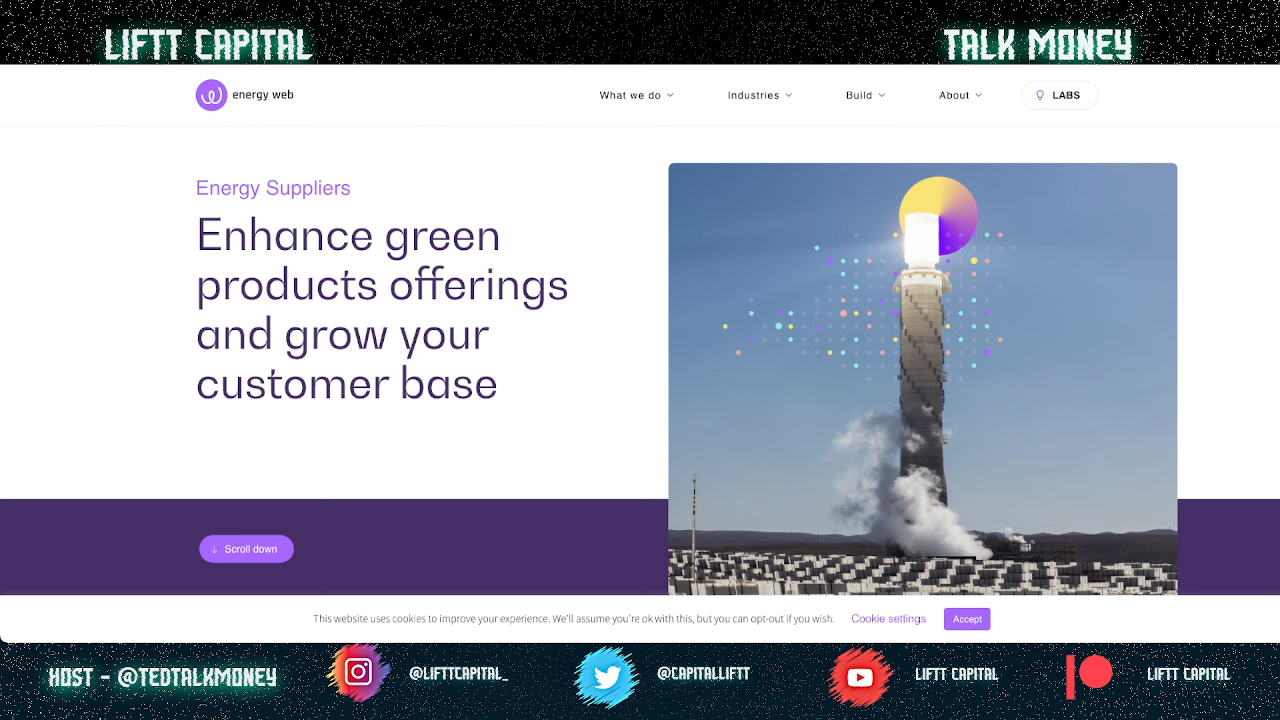 LIFTT CAPITAL
TALK MONEY
energy web
What we do
Industries
Build
About
LABS
Energy Suppliers
Enhance green
products offerings
and grow your
customer base
Scroll down
This website uses cookies to improve your experience. We'll assume you're ok with this, but you can opt-out if you wish.
Cookie settings
Accept
HOST - @TEDTALKMONEY
@LIFTTCAPITAL_
@CAPITALLIFTT
LIFTT CAPITAL
LIFTT CAPITAL